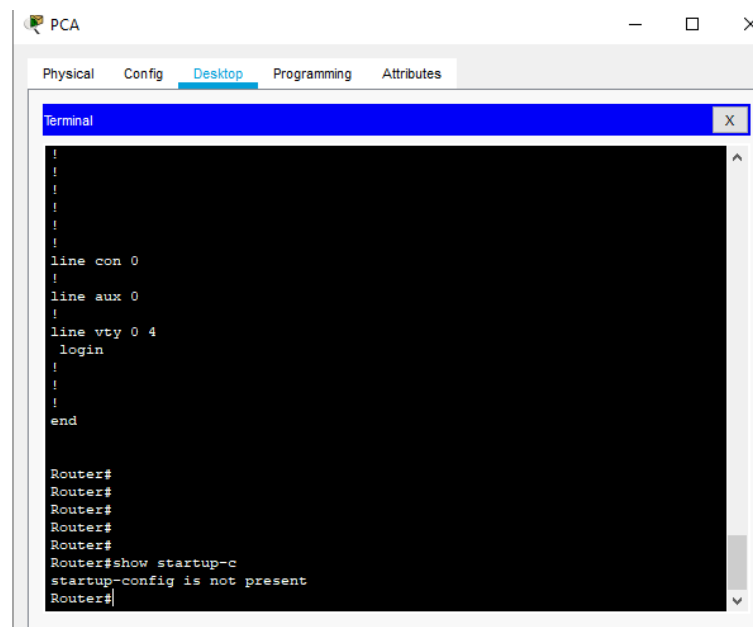 PCA
Physical Config Desktop Programming Attributes
Terminal X
!
!
!
!
!
!
line con 0
!
line aux 0
!
line vty 0 4
 login
!
!
!
end
Router#
Router#
Router#
Router#
Router#
Router#show startup-c
startup-config is not present
Router#